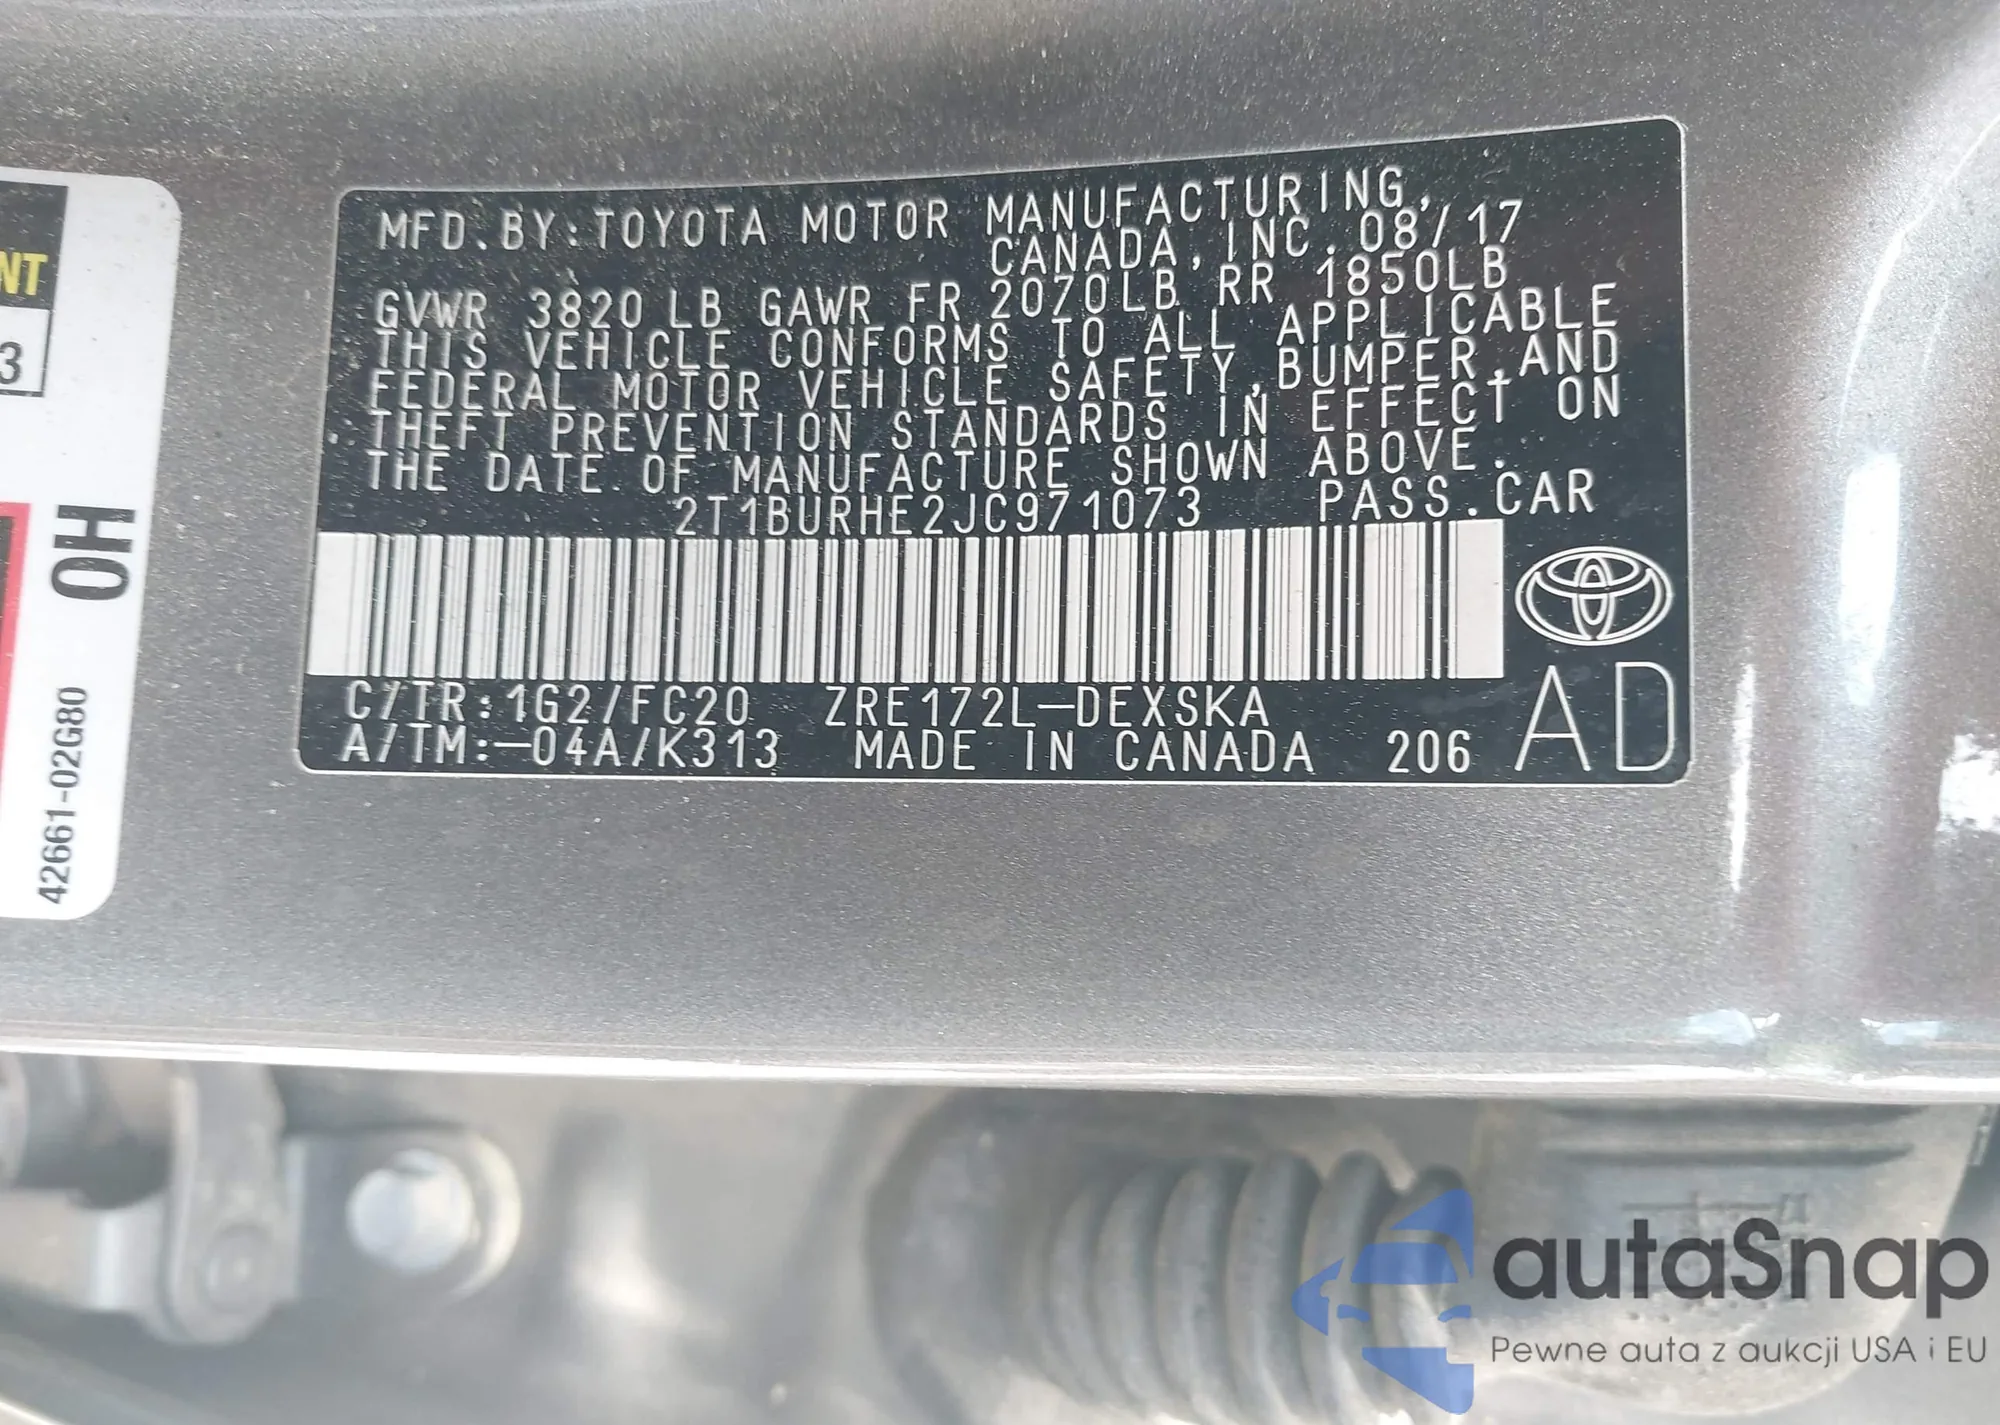 MFD. BY:TOYOTA MOTOR MANUFACTURING,
CANADA, INC. 08/17
GVWR 3820 LB GAWR FR 2070LB RR 1850LB
THIS VEHICLE CONFORMS TO ALL APPLICABLE
FEDERAL MOTOR VEHICLE SAFETY,BUMPER,AND
THEFT PREVENTION STANDARDS IN EFFECT ON
THE DATE OF MANUFACTURE SHOWN ABOVE.
2T1BURHE2JC971073 PASS.CAR
C/TR:1G2/FC20 ZRE172L-DEXSKA
A/TM:-04A/K313 MADE IN CANADA 206
AD
NT
3
OH
42661-02G80
autaSnap
Pewne auta z aukcji USA i EU